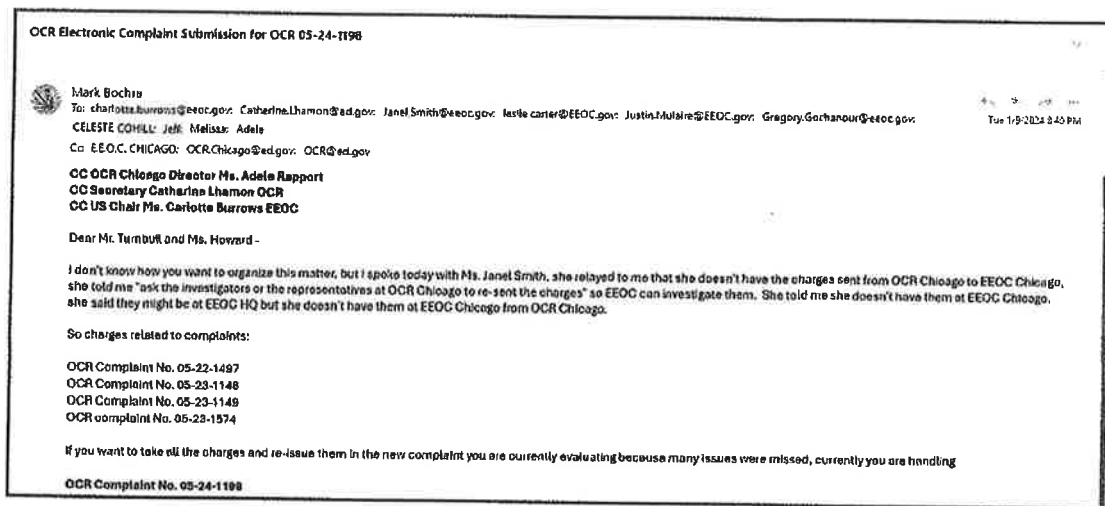 OCR Electronic Complaint Submission for OCR 05-24-1198
Mark Bochra
To: charlotte.burrows@eeoc.gov; Catherine.Lhamon@ed.gov; Janel.Smith@eeoc.gov; leslie.carter@EEOC.gov; Justin.Mulaire@EEOC.gov; Gregory.Gochanour@eeoc.gov;
Tue 1/9/2024 8:40 PM
CELESTE COHILL; Jeff; Melissa; Adele
Cc: E.E.O.C. CHICAGO; OCR.Chicago@ed.gov; OCR@ed.gov
CC OCR Chicago Director Ms. Adele Rapport
CC Secretary Catharine Lhamon OCR
CC US Chair Ms. Carlotte Burrows EEOC
Dear Mr. Turnbull and Ms. Howard -
I don't know how you want to organize this matter, but I spoke today with Ms. Janel Smith, she relayed to me that she doesn't have the charges sent from OCR Chicago to EEOC Chicago,
she told me "ask the investigators or the representatives at OCR Chicago to re-sent the charges" so EEOC can investigate them. She told me she doesn't have them at EEOC Chicago,
she said they might be at EEOC HQ but she doesn't have them at EEOC Chicago from OCR Chicago.
So charges related to complaints:
OCR Complaint No. 05-22-1497
OCR Complaint No. 05-23-1148
OCR Complaint No. 05-23-1149
OCR complaint No. 05-23-1574
If you want to take all the charges and re-issue them in the new complaint you are currently evaluating because many issues were missed, currently you are handling
OCR Complaint No. 05-24-1198